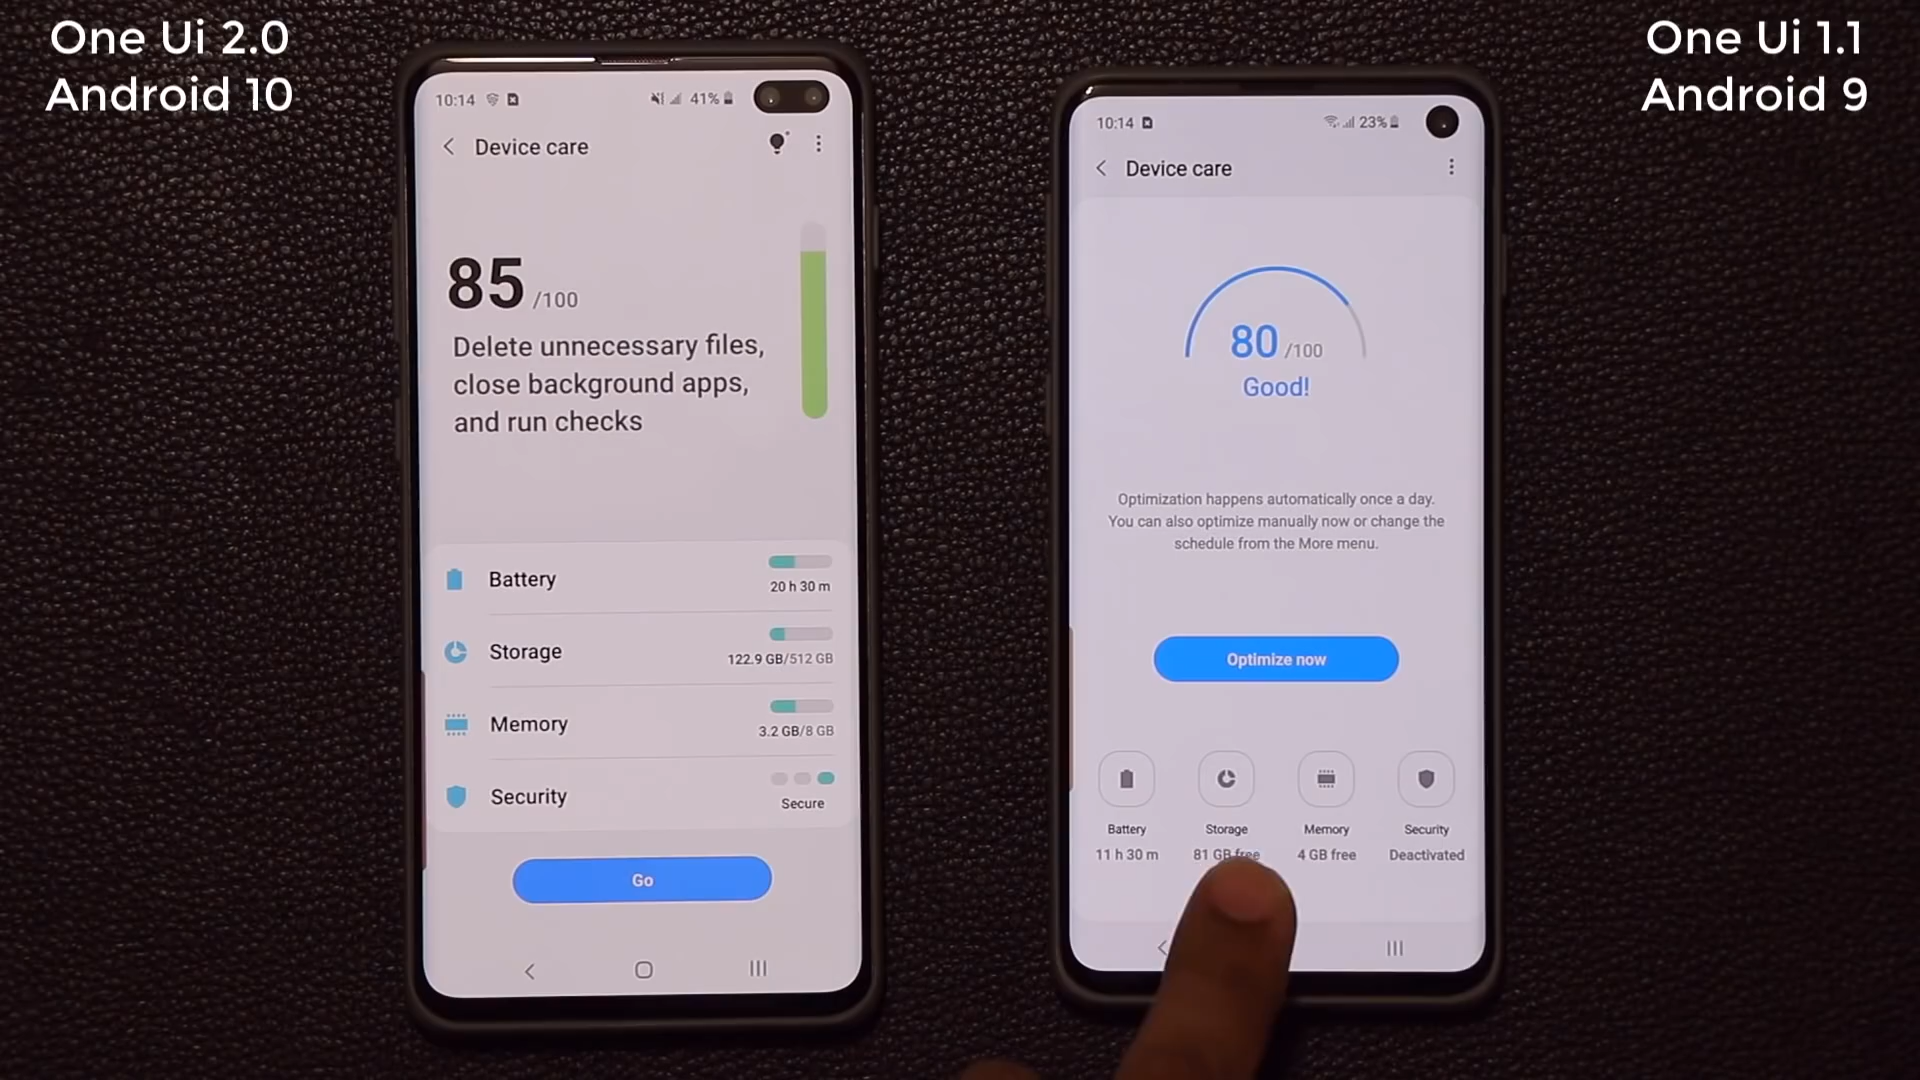 One Ui 2.0
Android 10
One Ui 1.1
Android 9
10:14
41%
Device care
85 /100
Delete unnecessary files,
close background apps,
and run checks
Battery
20 h 30 m
Storage
122.9 GB/512 GB
Memory
3.2 GB/8 GB
Security
Secure
Go
10:14
23%
Device care
80 /100
Good!
Optimization happens automatically once a day.
You can also optimize manually now or change the
schedule from the More menu.
Optimize now
Battery Storage Memory Security
11 h 30 m 81 GB free 4 GB free Deactivated